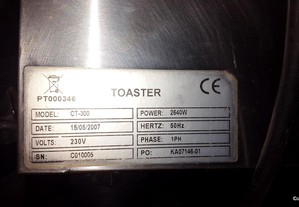 PT000346
TOASTER
CE
MODEL: CT-300 POWER: 2640W
DATE: 15/05/2007 HERTZ: 50Hz
VOLTS: 230V PHASE: 1PH
SN: C010005 PO: KA07146-01